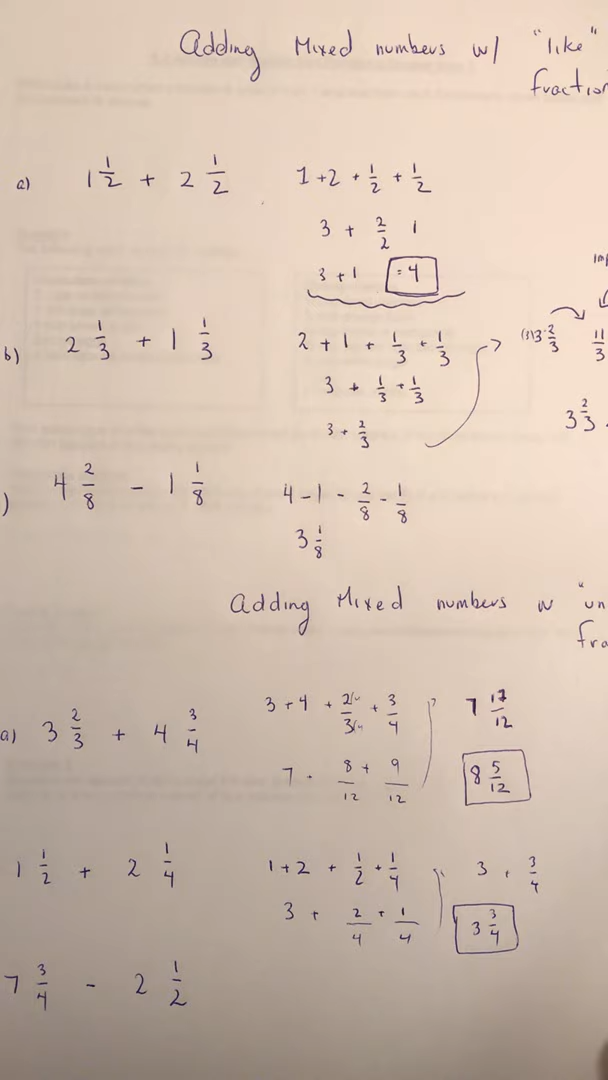 Adding Mixed numbers w/ "like"
fraction
a) 1 1/2 + 2 1/2
1 + 2 + 1/2 + 1/2
3 + 2/2 1
3 + 1 = 4
b) 2 1/3 + 1 1/3
2 + 1 + 1/3 + 1/3
3 + 1/3 + 1/3
3 + 2/3
(3)3 2/3 11/3
3 2/3
) 4 2/8 - 1 1/8
4 - 1 - 2/8 - 1/8
3 1/8
Adding Mixed numbers w "un
fra
a) 3 2/3 + 4 3/4
3 + 4 + 2/3 + 3/4
7 + 8/12 + 9/12
7 17/12
8 5/12
1 1/2 + 2 1/4
1 + 2 + 1/2 + 1/4
3 + 2/4 + 1/4
3 + 3/4
3 3/4
7 3/4 - 2 1/2